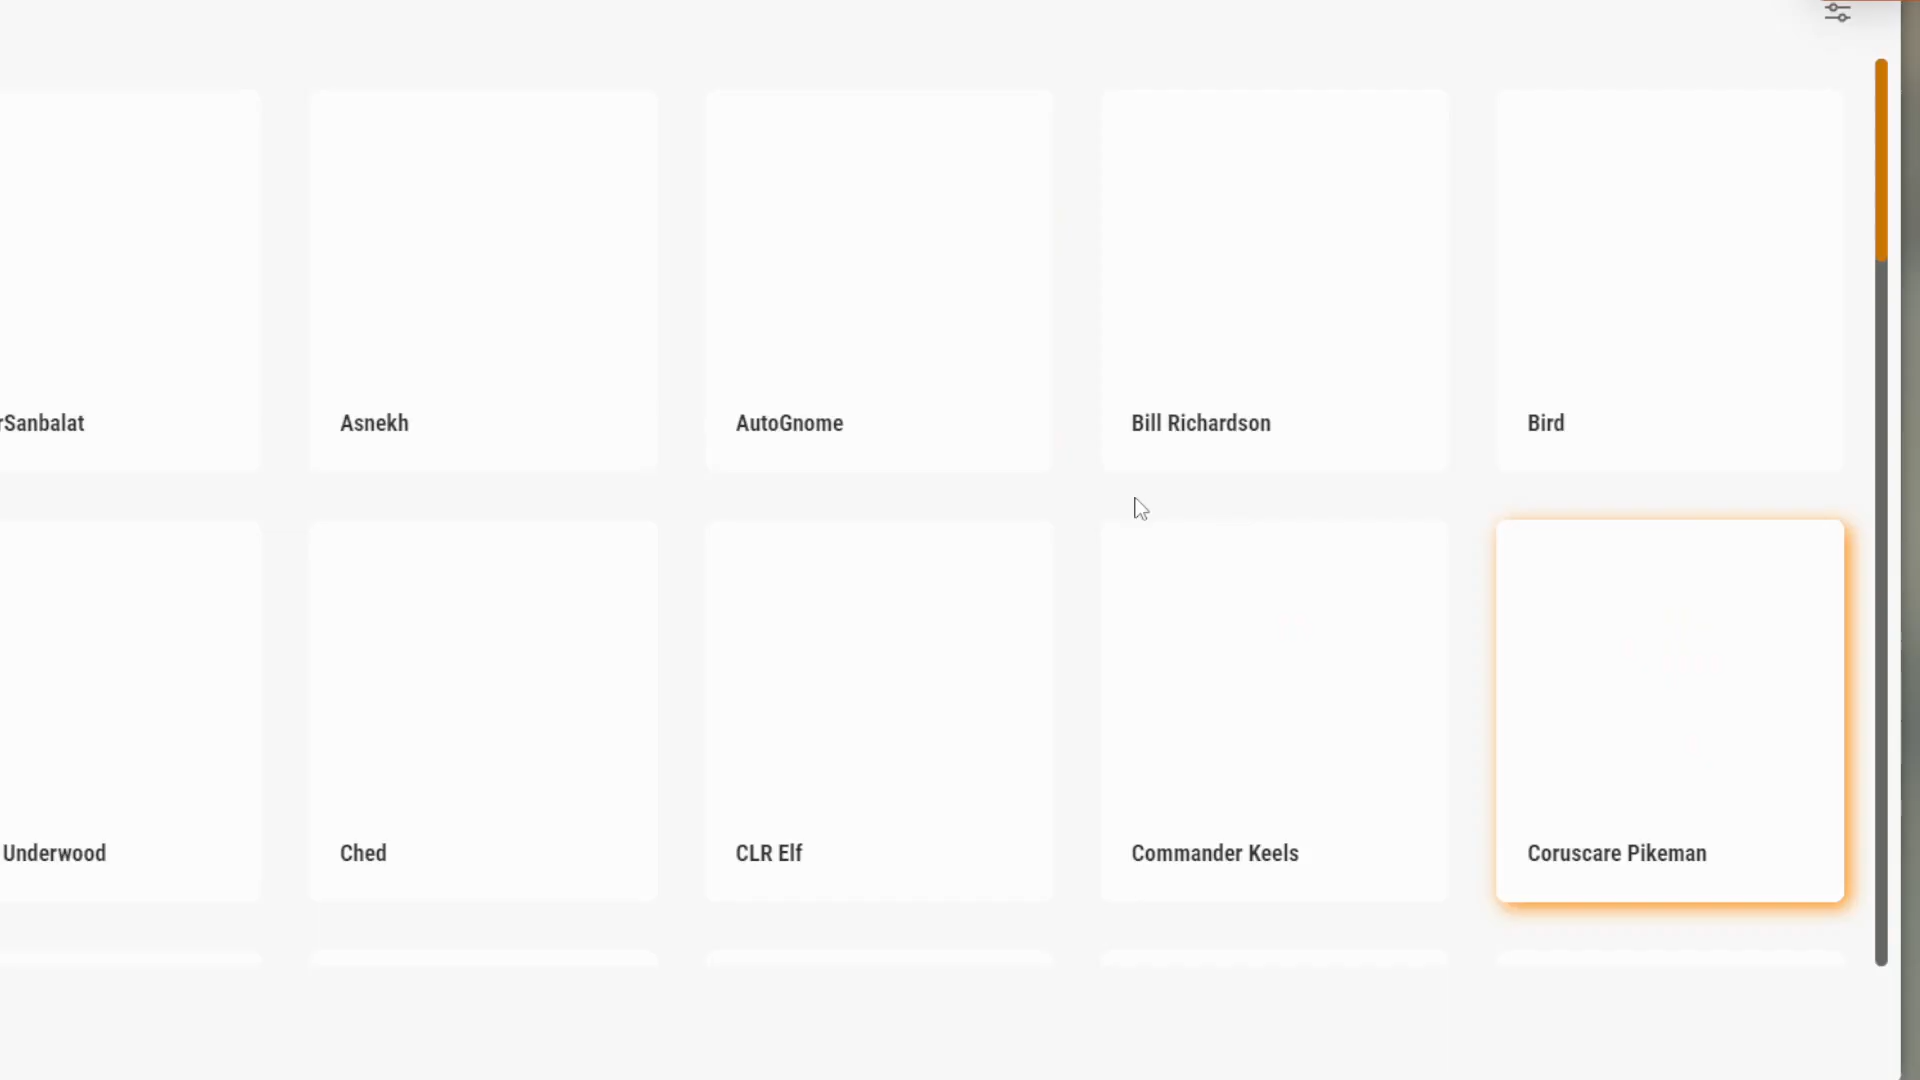 rSanbalat
Asnekh
AutoGnome
Bill Richardson
Bird
Underwood
Ched
CLR Elf
Commander Keels
Coruscare Pikeman